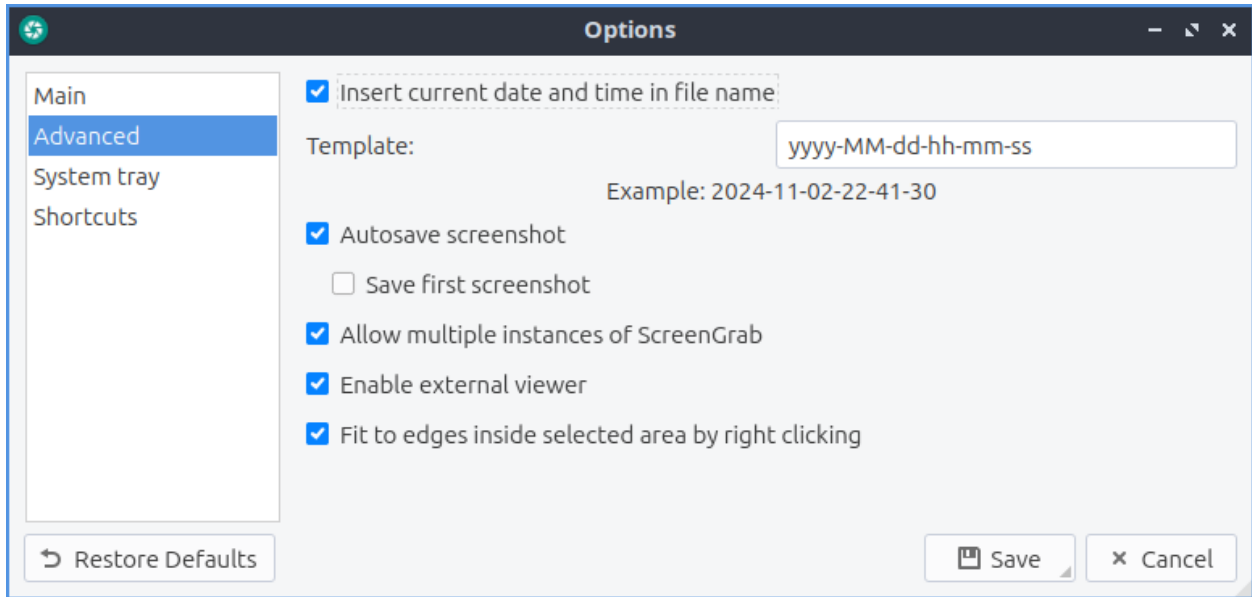 Options
Main
Advanced
System tray
Shortcuts
Insert current date and time in file name
Template: yyyy-MM-dd-hh-mm-ss
Example: 2024-11-02-22-41-30
Autosave screenshot
Save first screenshot
Allow multiple instances of ScreenGrab
Enable external viewer
Fit to edges inside selected area by right clicking
Restore Defaults
Save
Cancel